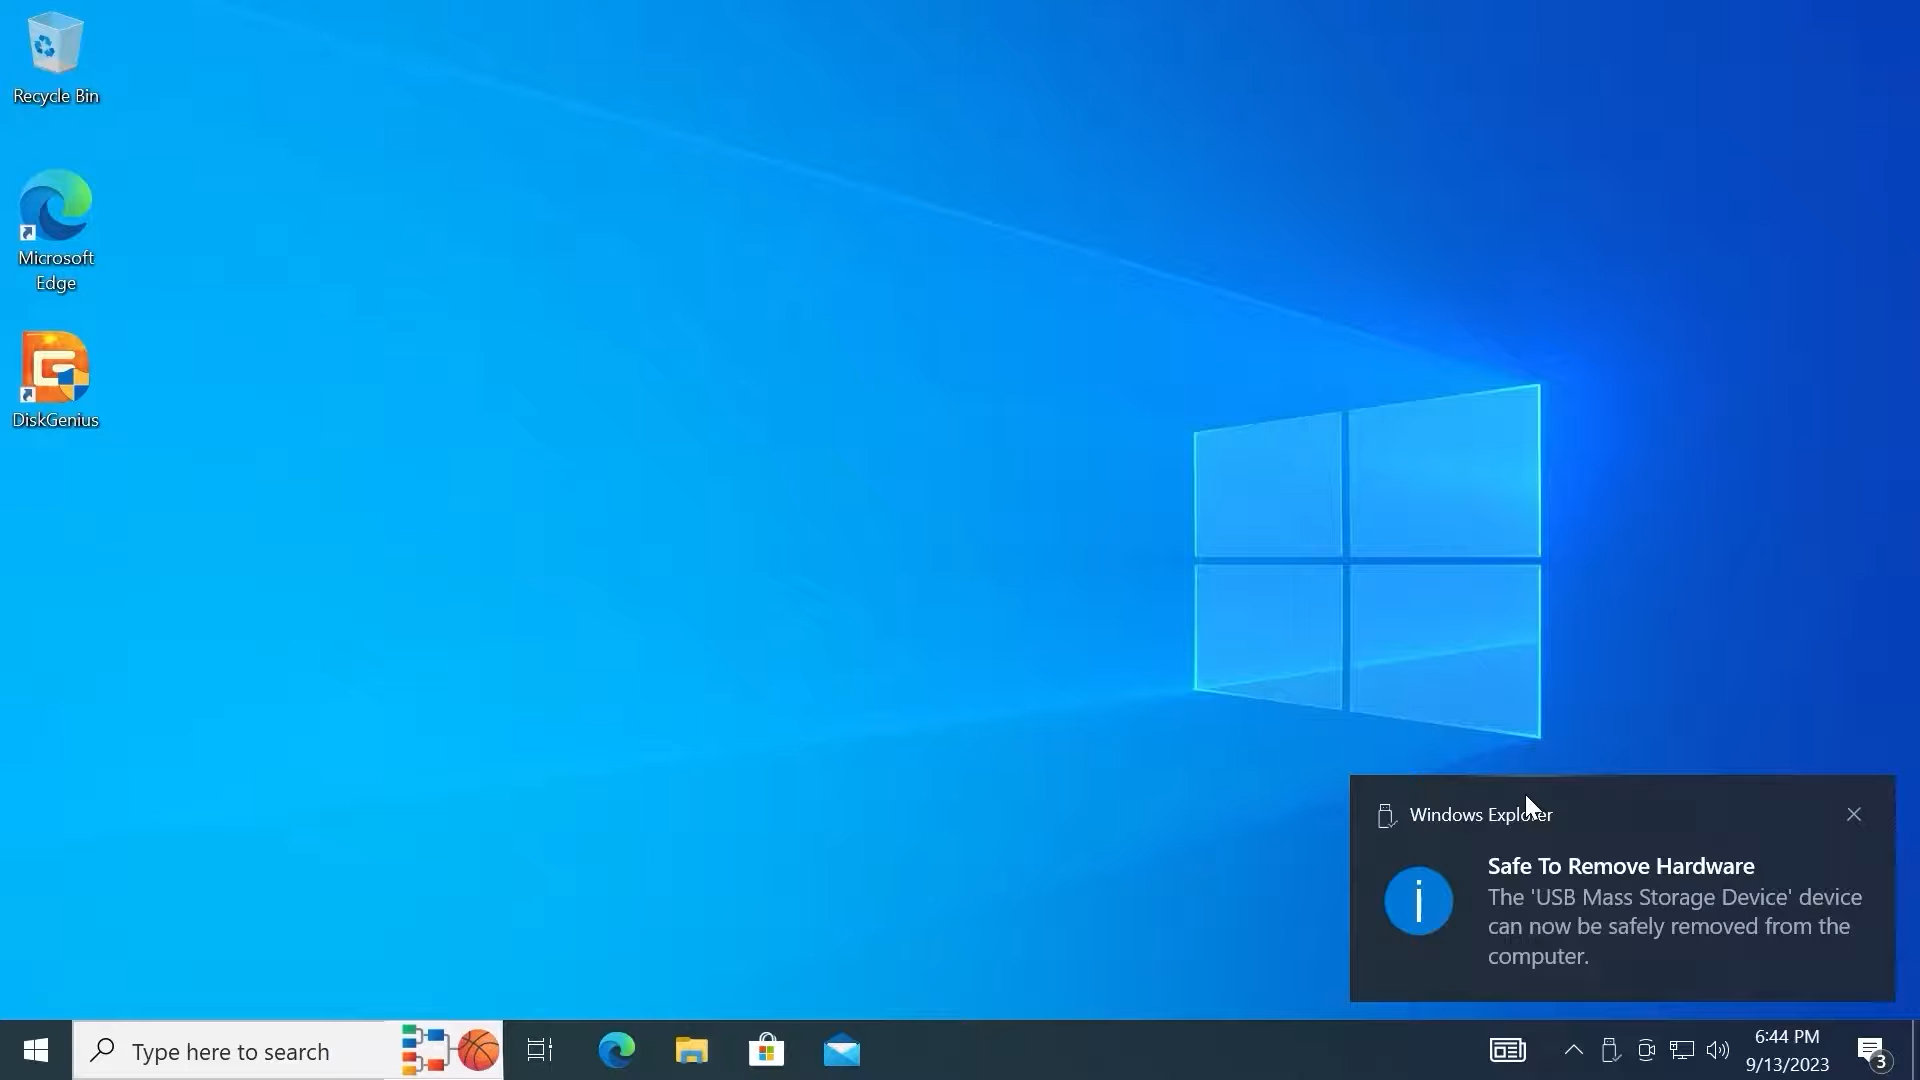 Recycle Bin
Microsoft
Edge
DiskGenius
Windows Explorer
Safe To Remove Hardware
The 'USB Mass Storage Device' device
can now be safely removed from the
computer.
Type here to search
6:44 PM
9/13/2023
3